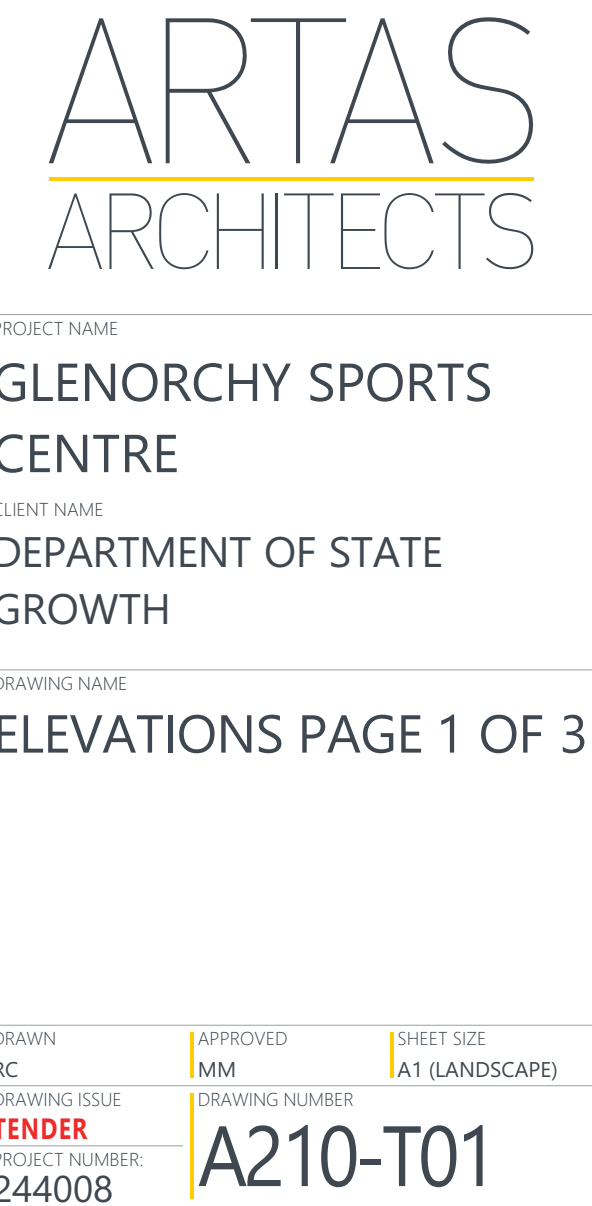 ARTAS
ARCHITECTS
PROJECT NAME
GLENORCHY SPORTS
CENTRE
CLIENT NAME
DEPARTMENT OF STATE
GROWTH
DRAWING NAME
ELEVATIONS PAGE 1 OF 3
DRAWN
RC
APPROVED
MM
SHEET SIZE
A1 (LANDSCAPE)
DRAWING ISSUE
TENDER
PROJECT NUMBER:
244008
DRAWING NUMBER
A210-T01